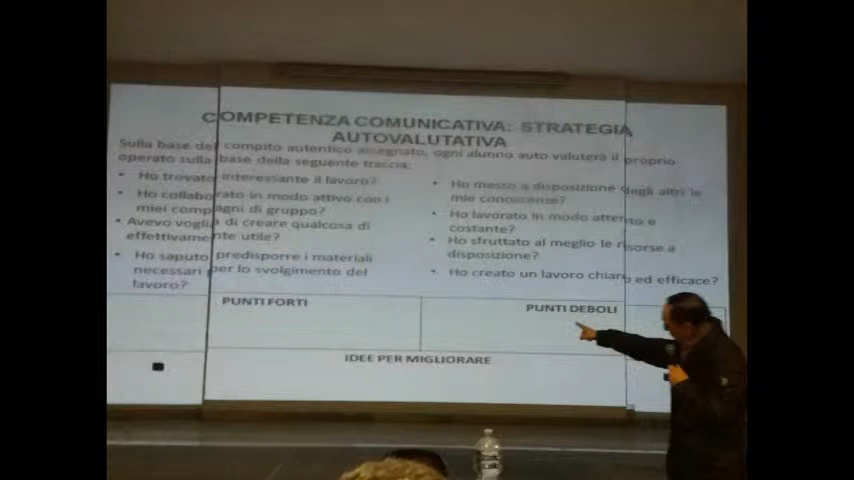 COMPETENZA COMUNICATIVA: STRATEGIA
AUTOVALUTATIVA
Sulla base del compito autentico assegnato, ogni alunno auto valuterà il proprio
operato sulla base della seguente traccia:
• Ho trovato interessante il lavoro?
• Ho collaborato in modo attivo con i
miei compagni di gruppo?
• Avevo voglia di creare qualcosa di
effettivamente utile?
• Ho saputo predisporre i materiali
necessari per lo svolgimento del
lavoro?
• Ho messo a disposizione degli altri le
mie conoscenze?
• Ho lavorato in modo attento e
costante?
• Ho sfruttato al meglio le risorse a
disposizione?
• Ho creato un lavoro chiaro ed efficace?
PUNTI FORTI
PUNTI DEBOLI
IDEE PER MIGLIORARE